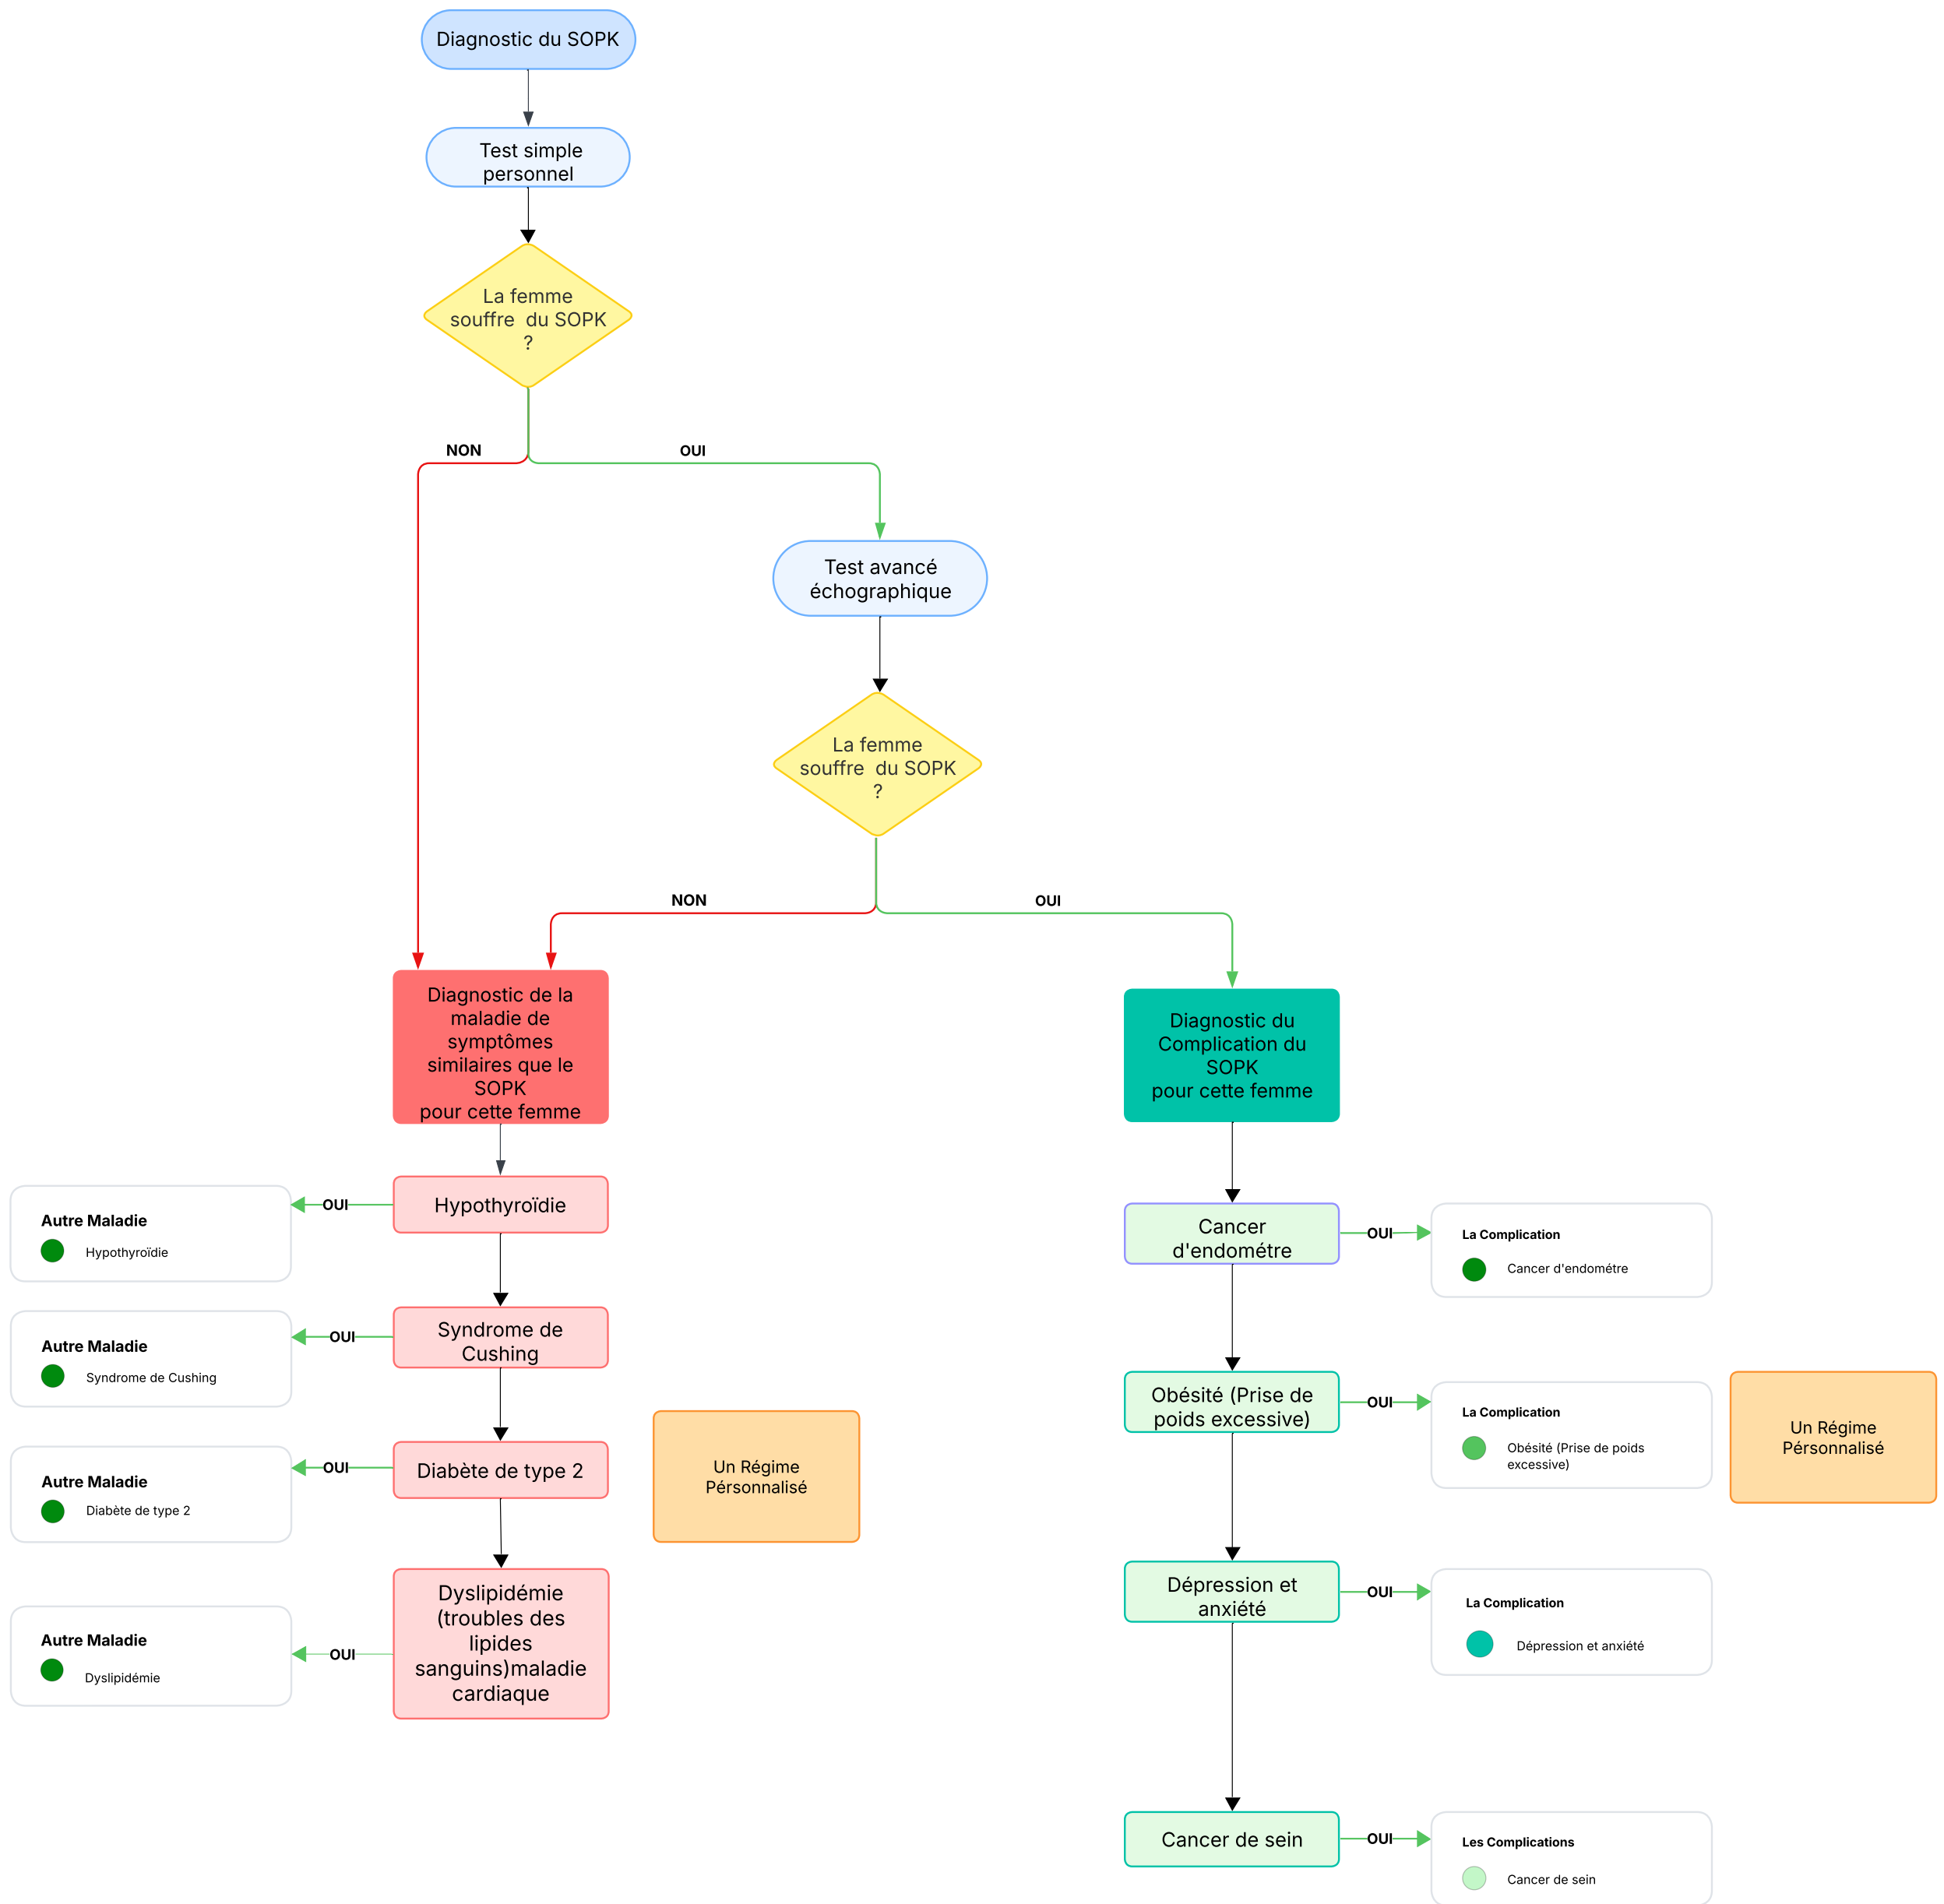 Diagnostic du SOPK
Test simple
personnel
La femme
souffre  du SOPK
?
NON
OUI
Test avancé
échographique
La femme
souffre  du SOPK
?
NON
OUI
Diagnostic de la
maladie de
symptômes
similaires que le
SOPK
pour cette femme
Diagnostic du
Complication du
SOPK
pour cette femme
Hypothyroïdie
OUI
Autre Maladie
Hypothyroïdie
Syndrome de
Cushing
OUI
Autre Maladie
Syndrome de Cushing
Diabète de type 2
OUI
Autre Maladie
Diabète de type 2
Dyslipidémie
(troubles des
lipides
sanguins)maladie
cardiaque
OUI
Autre Maladie
Dyslipidémie
Un Régime
Pérsonnalisé
Cancer
d'endométre
OUI
La Complication
Cancer d'endométre
Obésité (Prise de
poids excessive)
OUI
La Complication
Obésité (Prise de poids
excessive)
Un Régime
Pérsonnalisé
Dépression et
anxiété
OUI
La Complication
Dépression et anxiété
Cancer de sein
OUI
Les Complications
Cancer de sein